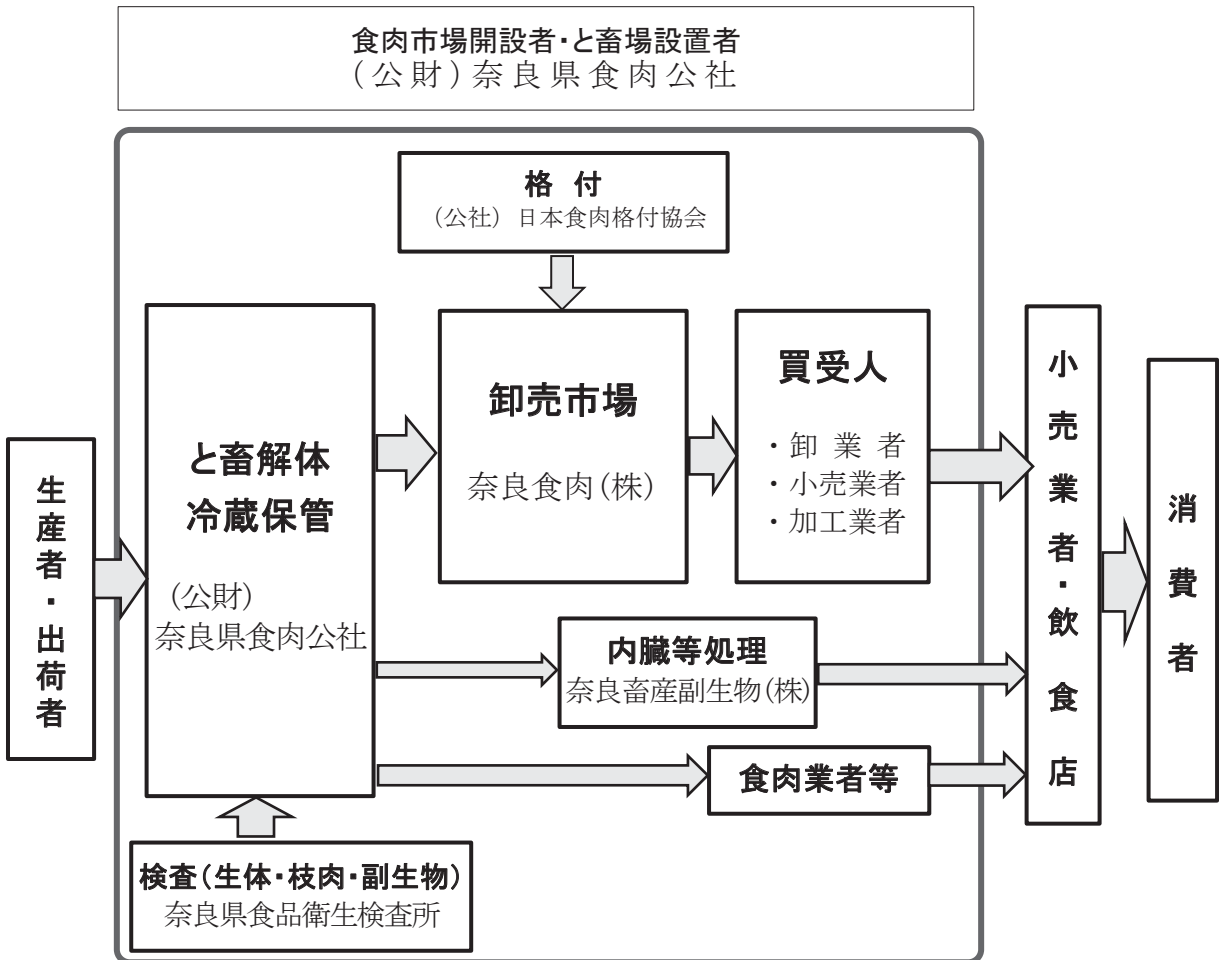 食肉市場開設者・と畜場設置者
(公財)奈良県食肉公社
格 付
(公社) 日本食肉格付協会
生産者・出荷者
と畜解体
冷蔵保管
(公財)
奈良県食肉公社
卸売市場
奈良食肉(株)
買受人
・卸 業 者
・小売業者
・加工業者
内臓等処理
奈良畜産副生物(株)
食肉業者等
検査(生体・枝肉・副生物)
奈良県食品衛生検査所
小売業者・飲食店
消費者